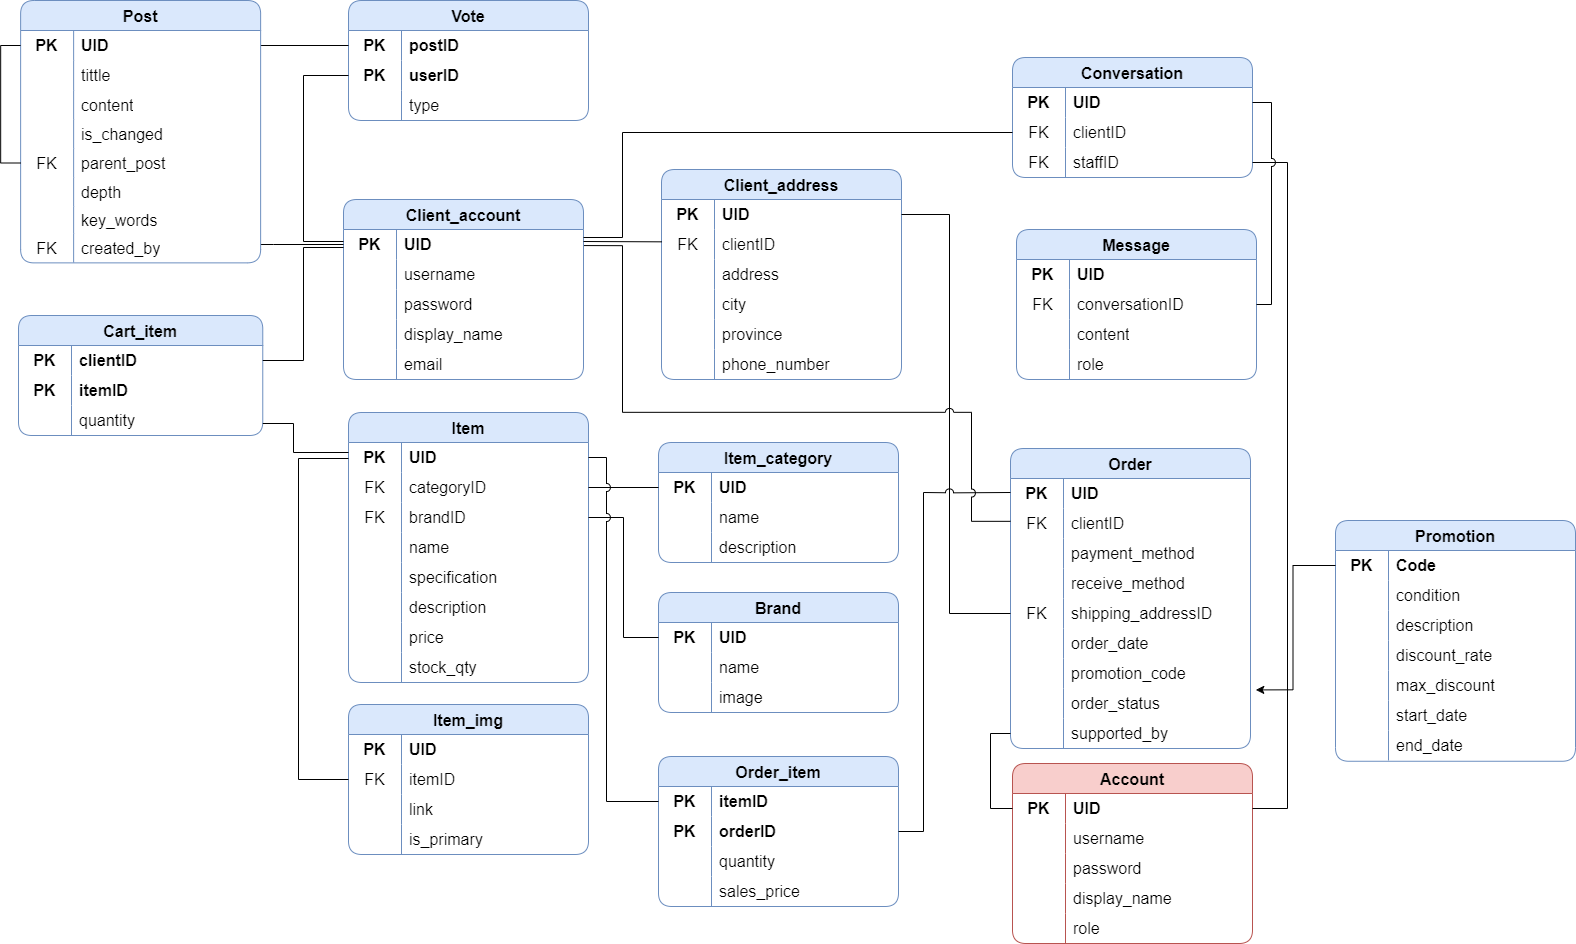 Post
PK UID
tittle
content
is_changed
FK parent_post
depth
key_words
FK created_by
Vote
PK postID
PK userID
type
Conversation
PK UID
FK clientID
FK staffID
Client_account
PK UID
username
password
display_name
email
Client_address
PK UID
FK clientID
address
city
province
phone_number
Message
PK UID
FK conversationID
content
role
Cart_item
PK clientID
PK itemID
quantity
Item
PK UID
FK categoryID
FK brandID
name
specification
description
price
stock_qty
Item_category
PK UID
name
description
Order
PK UID
FK clientID
payment_method
receive_method
FK shipping_addressID
order_date
promotion_code
order_status
supported_by
Promotion
PK Code
condition
description
discount_rate
max_discount
start_date
end_date
Brand
PK UID
name
image
Item_img
PK UID
FK itemID
link
is_primary
Order_item
PK itemID
PK orderID
quantity
sales_price
Account
PK UID
username
password
display_name
role